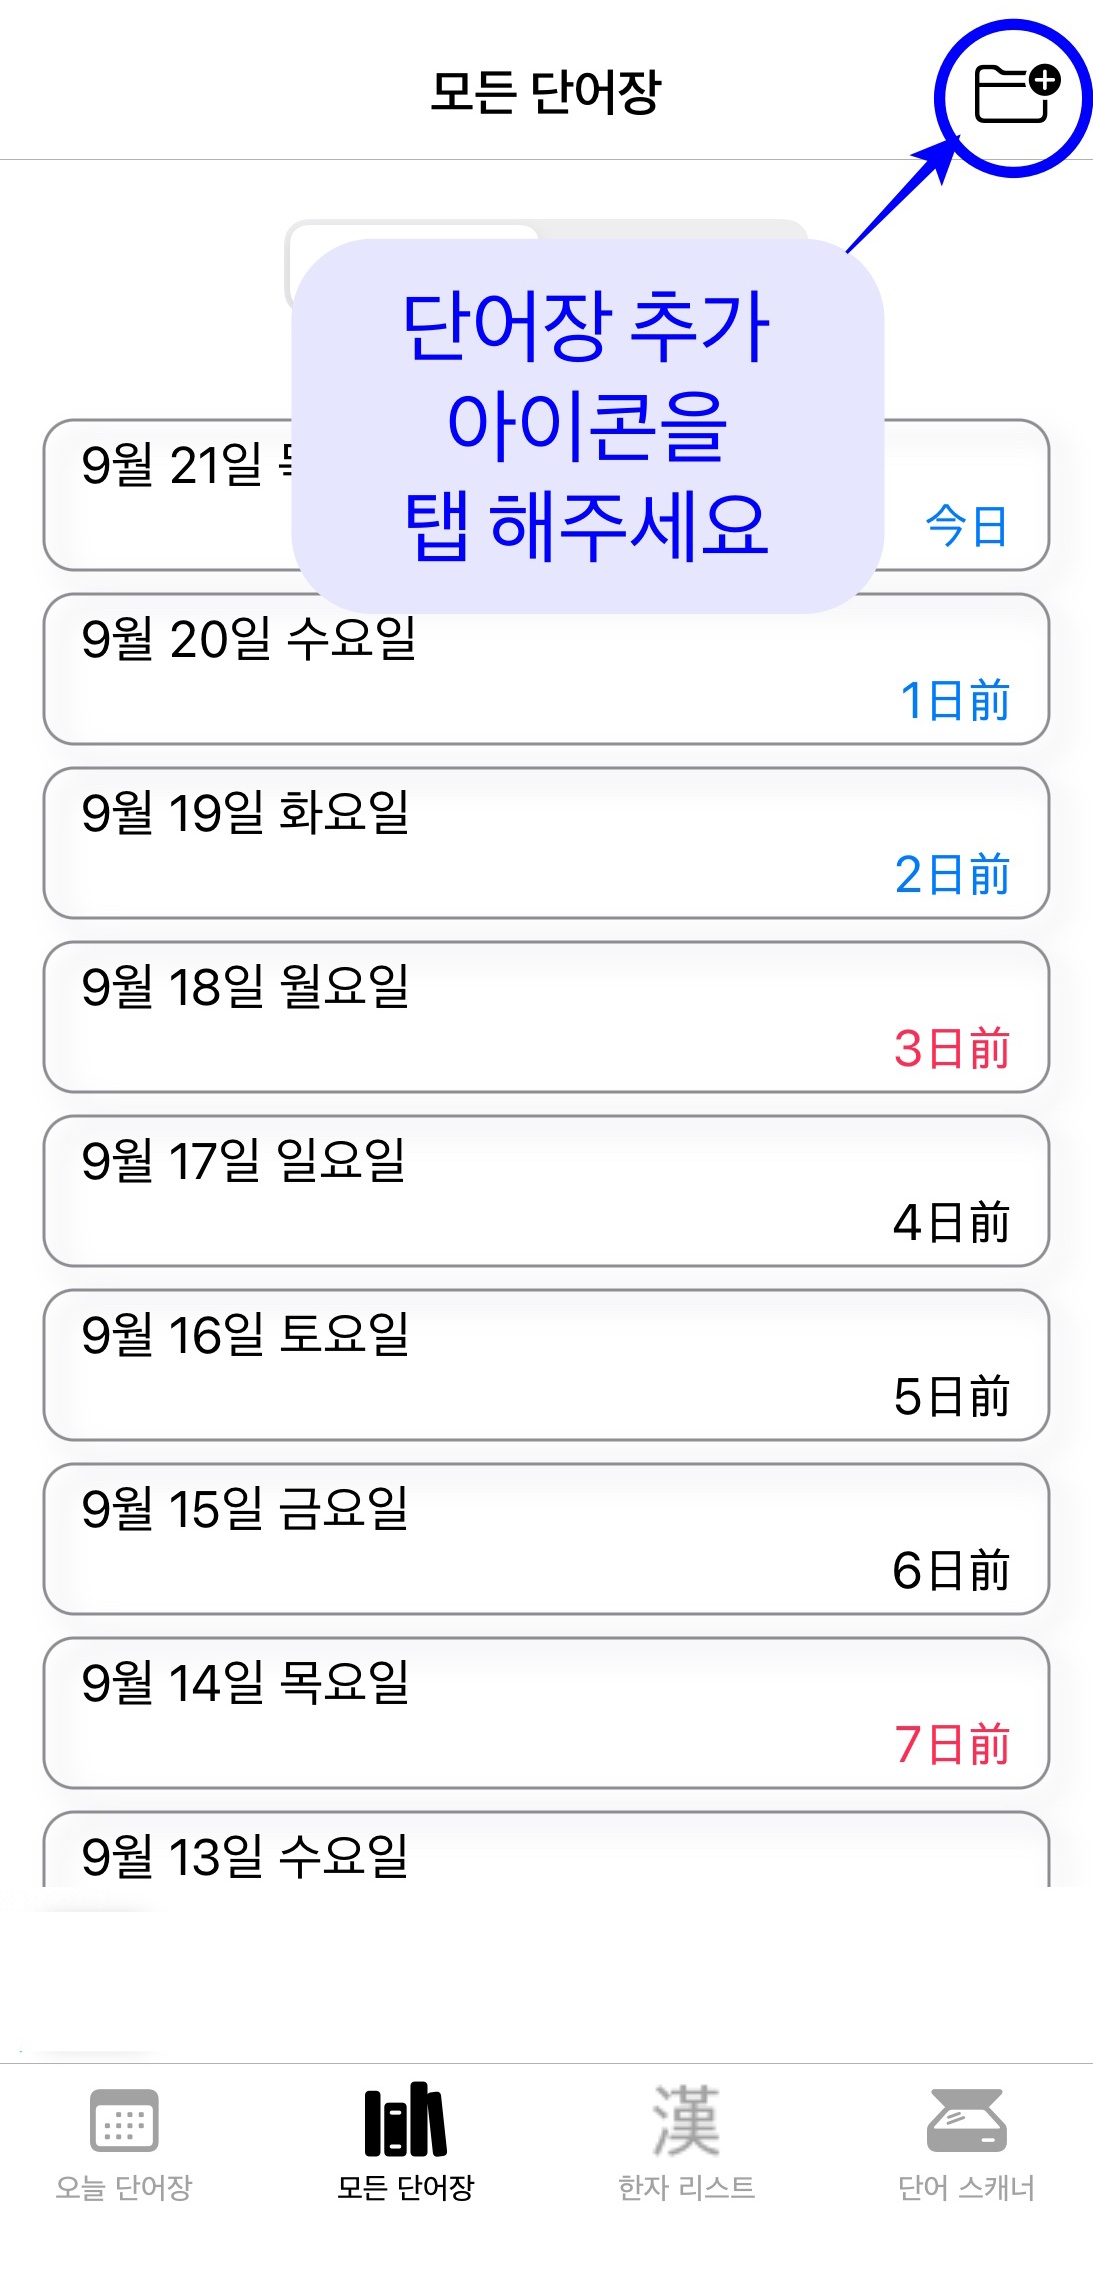 모든 단어장
단어장 추가
아이콘을
탭 해주세요
9월 21일
今日
9월 20일 수요일
1日前
9월 19일 화요일
2日前
9월 18일 월요일
3日前
9월 17일 일요일
4日前
9월 16일 토요일
5日前
9월 15일 금요일
6日前
9월 14일 목요일
7日前
9월 13일 수요일
漢
오늘 단어장
모든 단어장
한자 리스트
단어 스캐너